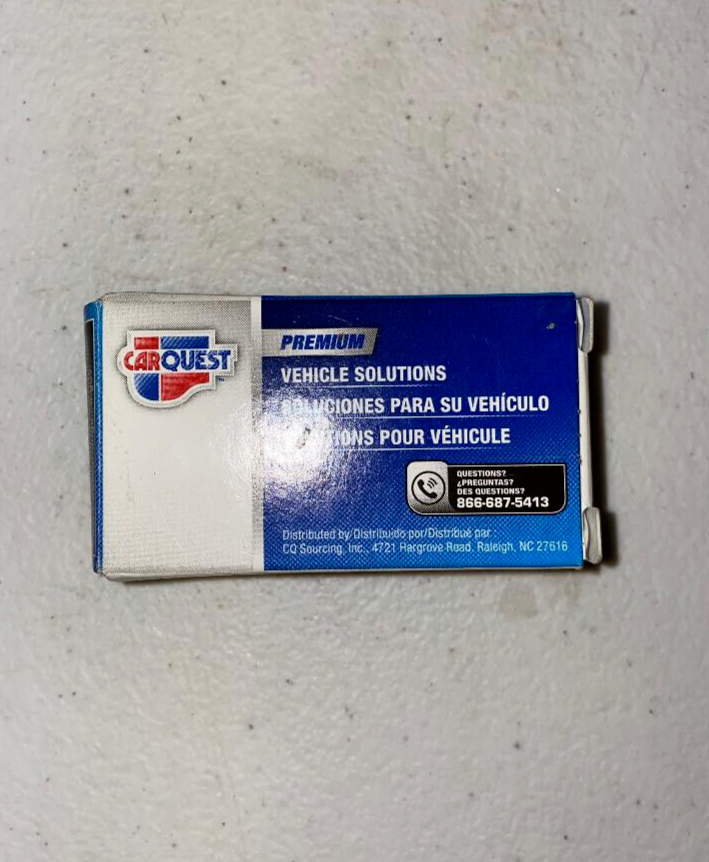 CARQUEST
PREMIUM
VEHICLE SOLUTIONS
SOLUCIONES PARA SU VEHÍCULO
POUR VÉHICULE
QUESTIONS?
¿PREGUNTAS?
DES QUESTIONS?
866-687-5413
Distributed by/Distribuido por/Distribué par :
CQ Sourcing, Inc., 4721 Hargrove Road, Raleigh, NC 27616